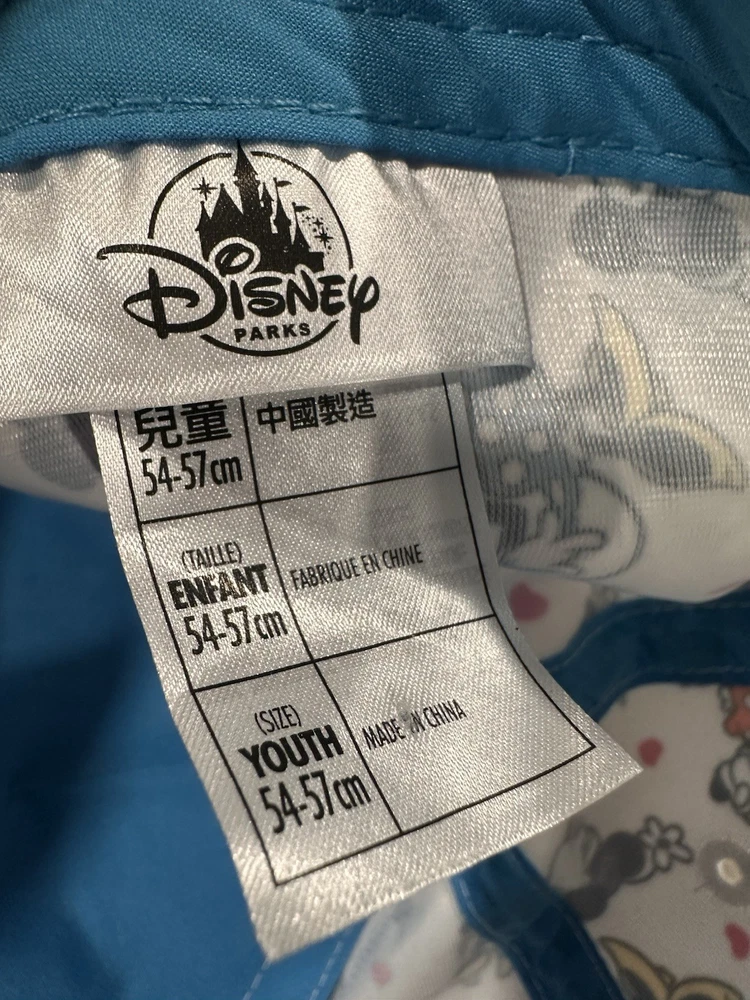 Disney
PARKS
兒童
54-57cm
中國製造
(TAILLE)
ENFANT
54-57cm
FABRIQUE EN CHINE
(SIZE)
YOUTH
54-57cm
MADE IN CHINA